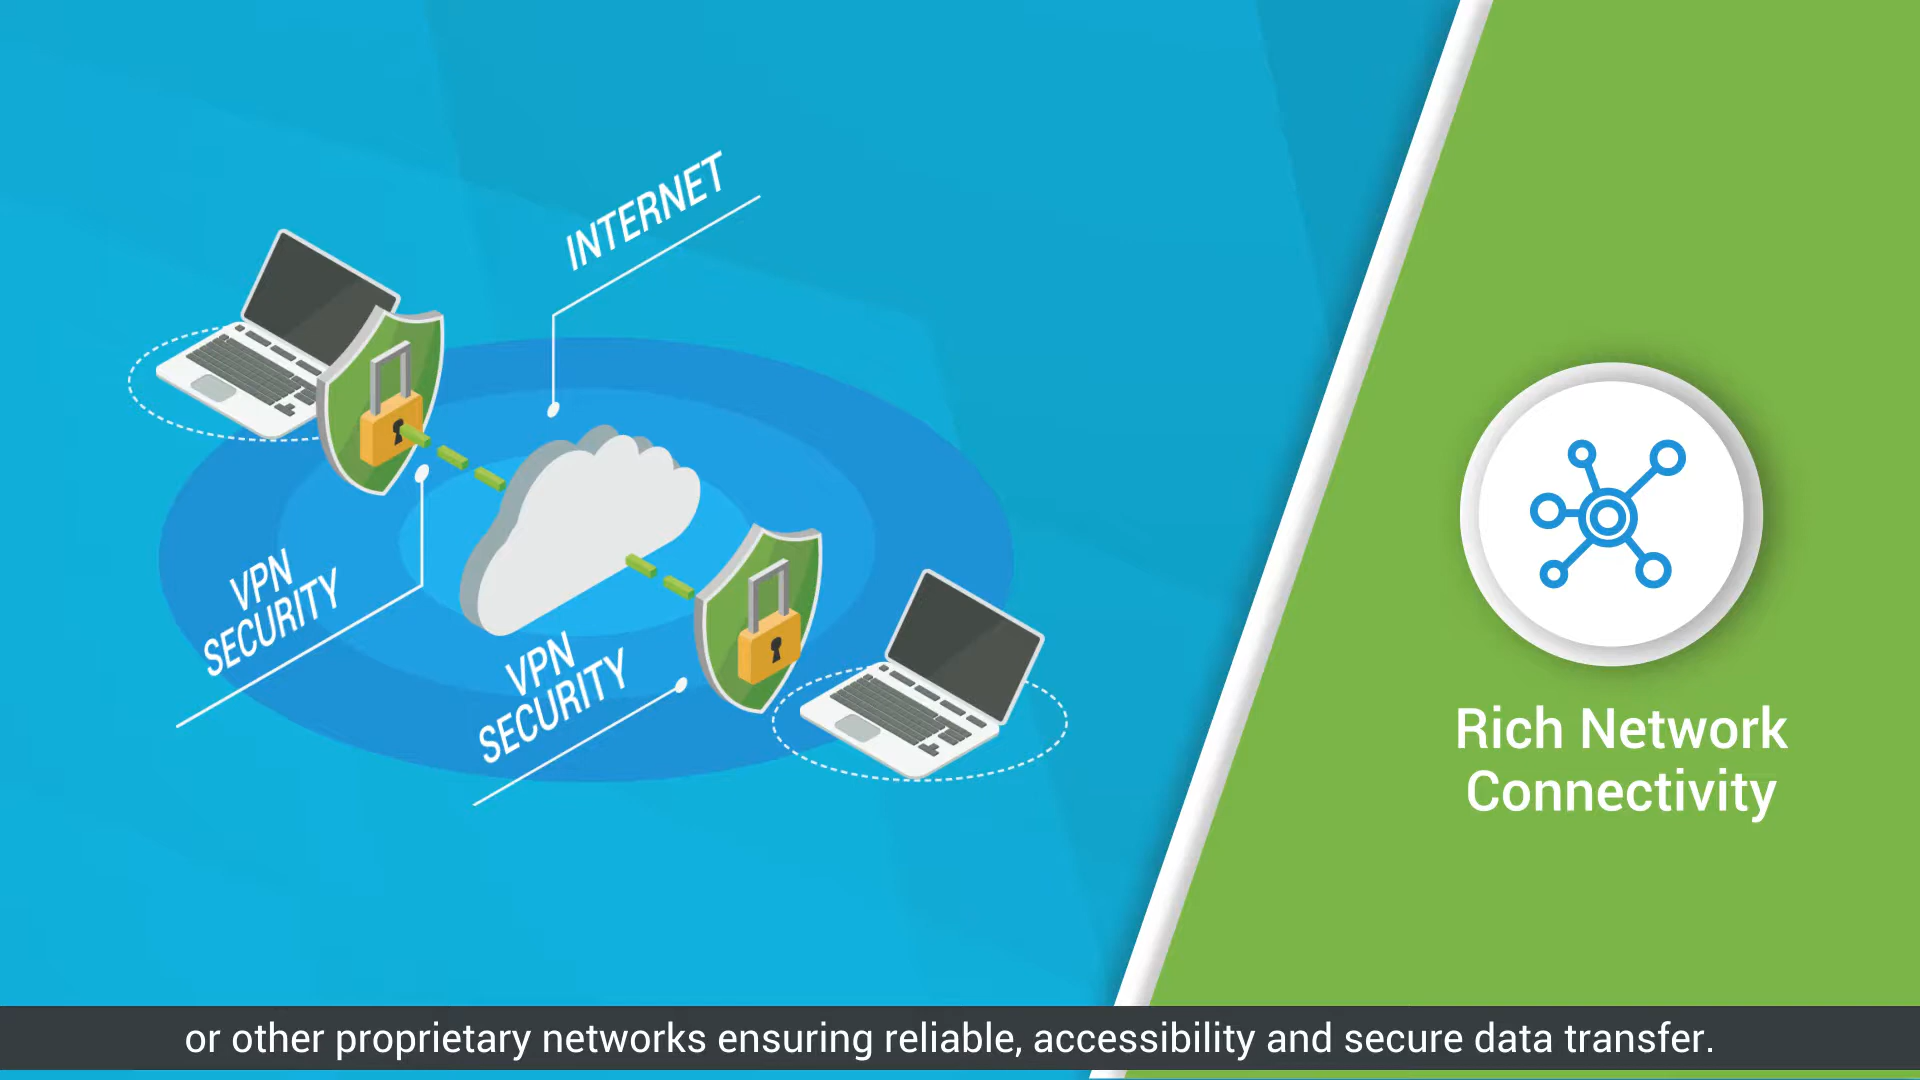 INTERNET
VPN
SECURITY
VPN
SECURITY
Rich Network
Connectivity
or other proprietary networks ensuring reliable, accessibility and secure data transfer.